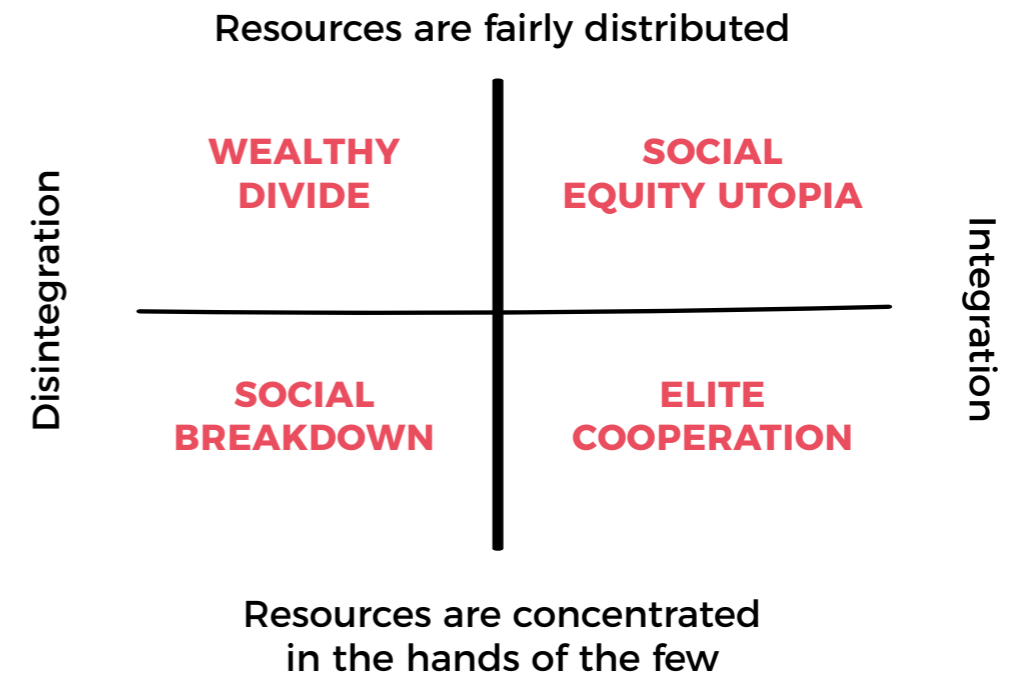 Resources are fairly distributed
WEALTHY
DIVIDE
SOCIAL
EQUITY UTOPIA
Disintegration
Integration
SOCIAL
BREAKDOWN
ELITE
COOPERATION
Resources are concentrated
in the hands of the few